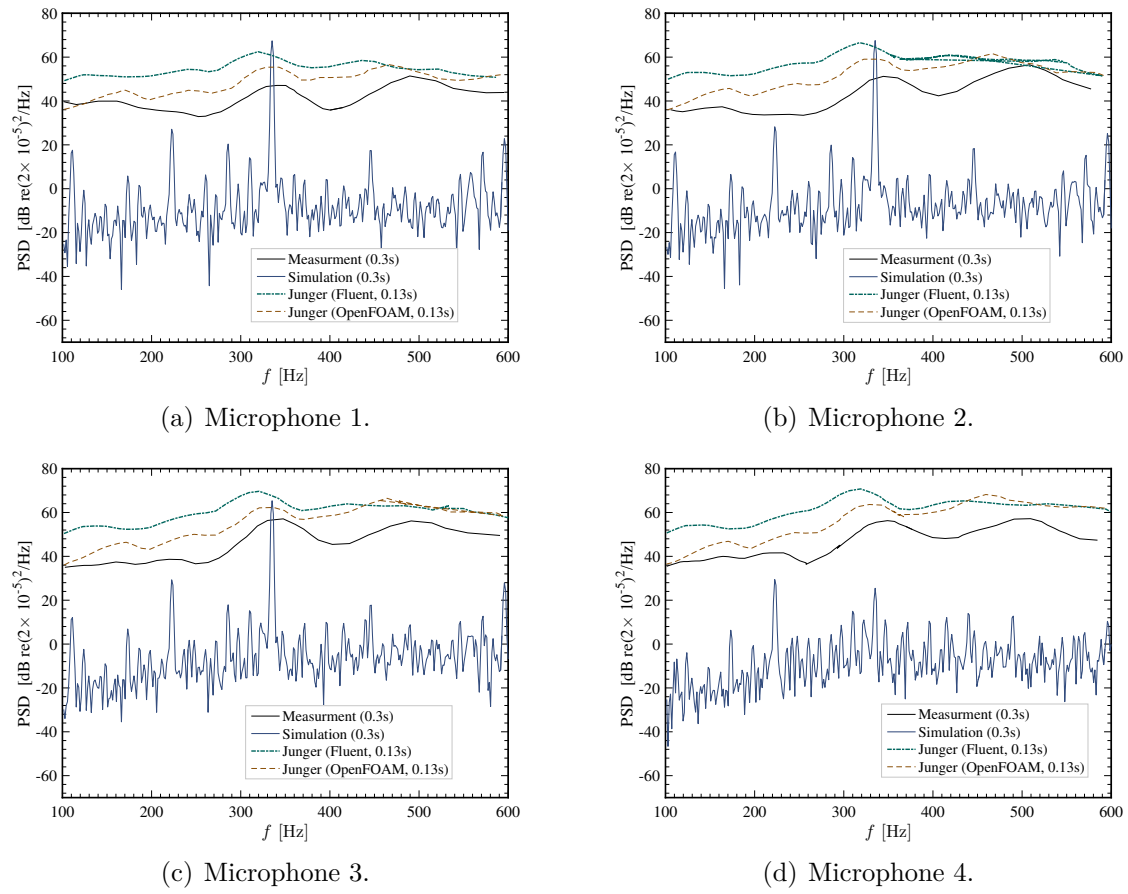 80
60
40
20
0
-20
-40
-60
PSD [dB re(2× 10⁻⁵)²/Hz]
Measurment (0.3s)
Simulation (0.3s)
Junger (Fluent, 0.13s)
Junger (OpenFOAM, 0.13s)
100 200 300 400 500 600
f [Hz]
(a) Microphone 1.
80
60
40
20
0
-20
-40
-60
PSD [dB re(2× 10⁻⁵)²/Hz]
Measurment (0.3s)
Simulation (0.3s)
Junger (Fluent, 0.13s)
Junger (OpenFOAM, 0.13s)
100 200 300 400 500 600
f [Hz]
(b) Microphone 2.
80
60
40
20
0
-20
-40
-60
PSD [dB re(2× 10⁻⁵)²/Hz]
Measurment (0.3s)
Simulation (0.3s)
Junger (Fluent, 0.13s)
Junger (OpenFOAM, 0.13s)
100 200 300 400 500 600
f [Hz]
(c) Microphone 3.
80
60
40
20
0
-20
-40
-60
PSD [dB re(2× 10⁻⁵)²/Hz]
Measurment (0.3s)
Simulation (0.3s)
Junger (Fluent, 0.13s)
Junger (OpenFOAM, 0.13s)
100 200 300 400 500 600
f [Hz]
(d) Microphone 4.